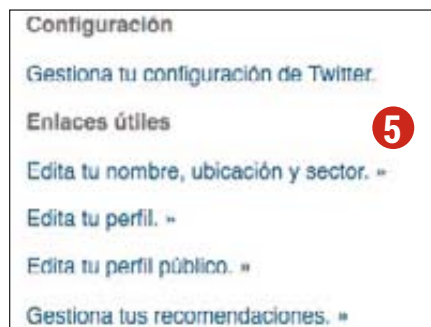 Configuración
Gestiona tu configuración de Twitter.
Enlaces útiles
5
Edita tu nombre, ubicación y sector. »
Edita tu perfil. »
Edita tu perfil público. »
Gestiona tus recomendaciones. »